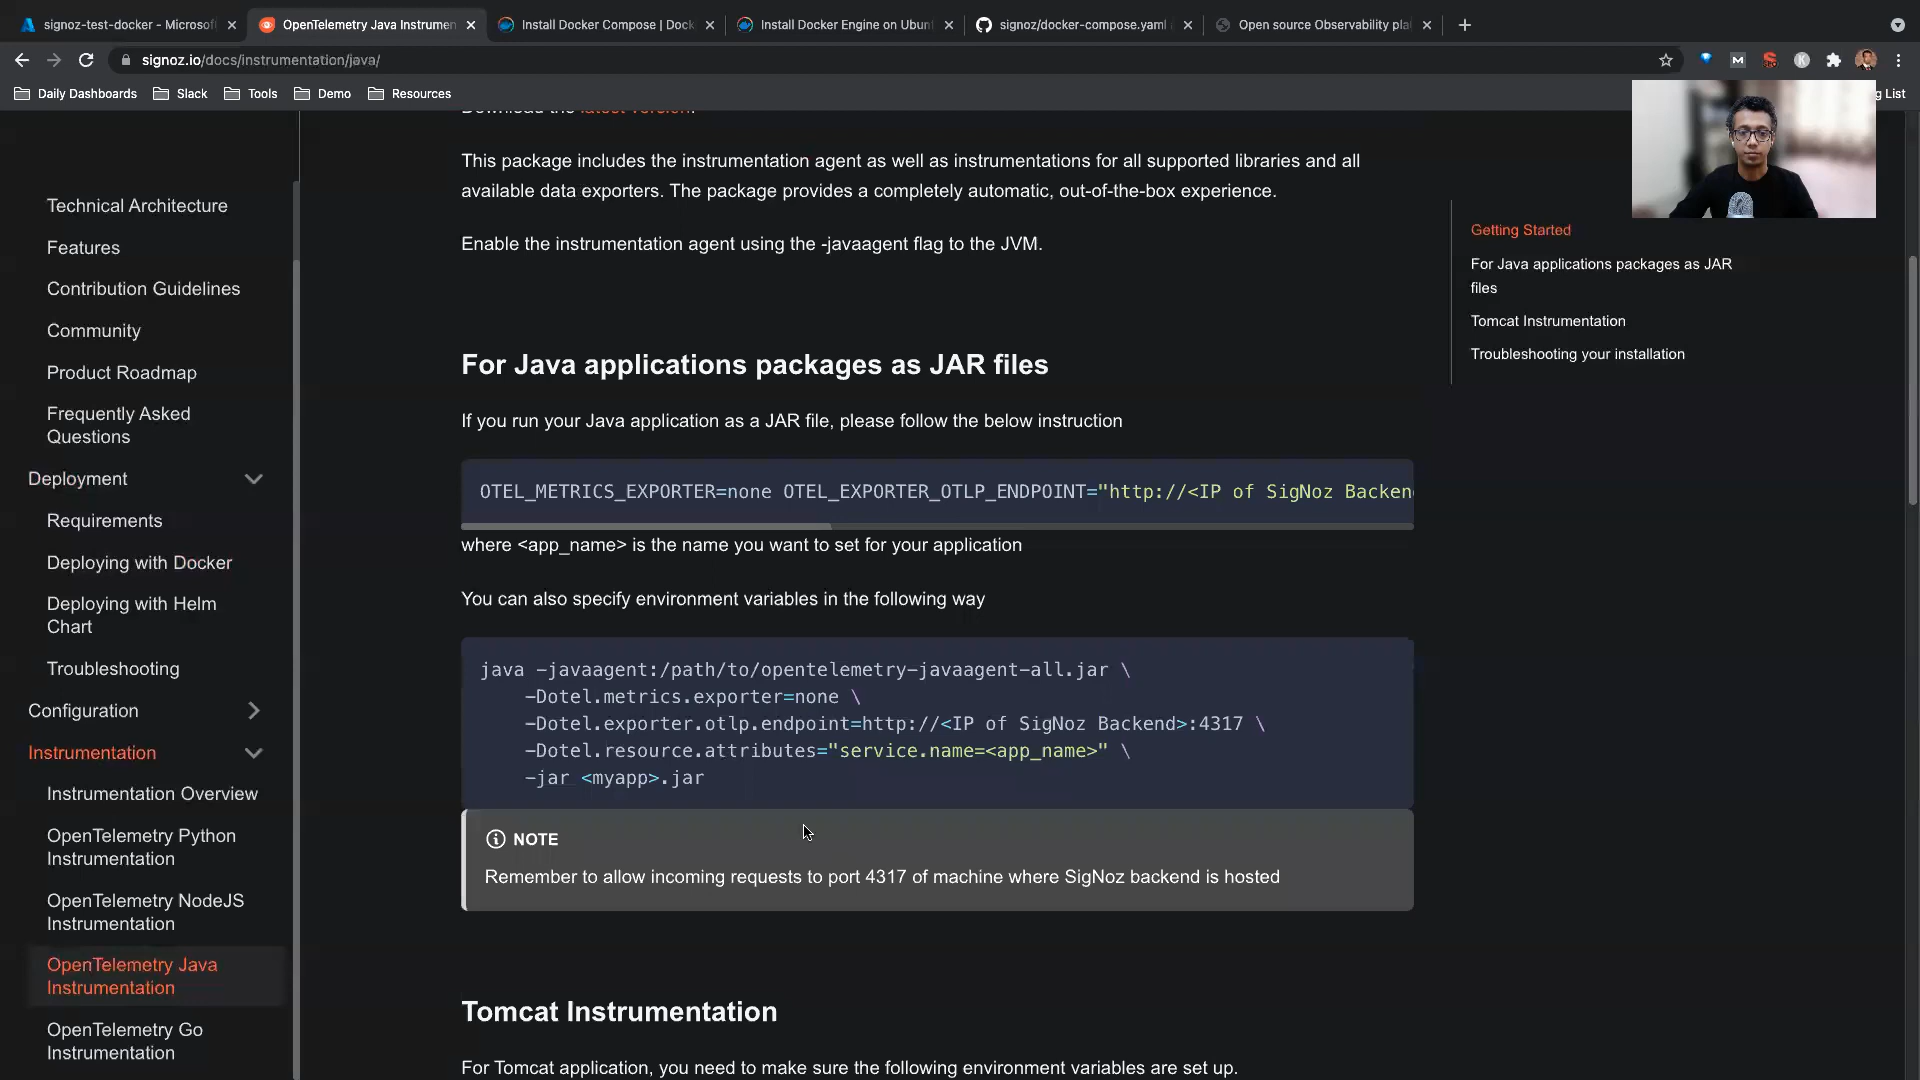 signoz-test-docker - Microsof
OpenTelemetry Java Instrumen
Install Docker Compose | Dock
Install Docker Engine on Ubun
signoz/docker-compose.yaml
Open source Observability pla
signoz.io/docs/instrumentation/java/
Daily Dashboards
Slack
Tools
Demo
Resources
g List
Technical Architecture
Features
Contribution Guidelines
Community
Product Roadmap
Frequently Asked
Questions
Deployment
Requirements
Deploying with Docker
Deploying with Helm
Chart
Troubleshooting
Configuration
Instrumentation
Instrumentation Overview
OpenTelemetry Python
Instrumentation
OpenTelemetry NodeJS
Instrumentation
OpenTelemetry Java
Instrumentation
OpenTelemetry Go
Instrumentation
Download the latest version.
This package includes the instrumentation agent as well as instrumentations for all supported libraries and all
available data exporters. The package provides a completely automatic, out-of-the-box experience.
Enable the instrumentation agent using the -javaagent flag to the JVM.
For Java applications packages as JAR files
If you run your Java application as a JAR file, please follow the below instruction
OTEL_METRICS_EXPORTER=none OTEL_EXPORTER_OTLP_ENDPOINT="http://<IP of SigNoz Backen
where <app_name> is the name you want to set for your application
You can also specify environment variables in the following way
java -javaagent:/path/to/opentelemetry-javaagent-all.jar \
-Dotel.metrics.exporter=none \
-Dotel.exporter.otlp.endpoint=http://<IP of SigNoz Backend>:4317 \
-Dotel.resource.attributes="service.name=<app_name>" \
-jar <myapp>.jar
NOTE
Remember to allow incoming requests to port 4317 of machine where SigNoz backend is hosted
Tomcat Instrumentation
For Tomcat application, you need to make sure the following environment variables are set up.
Getting Started
For Java applications packages as JAR
files
Tomcat Instrumentation
Troubleshooting your installation